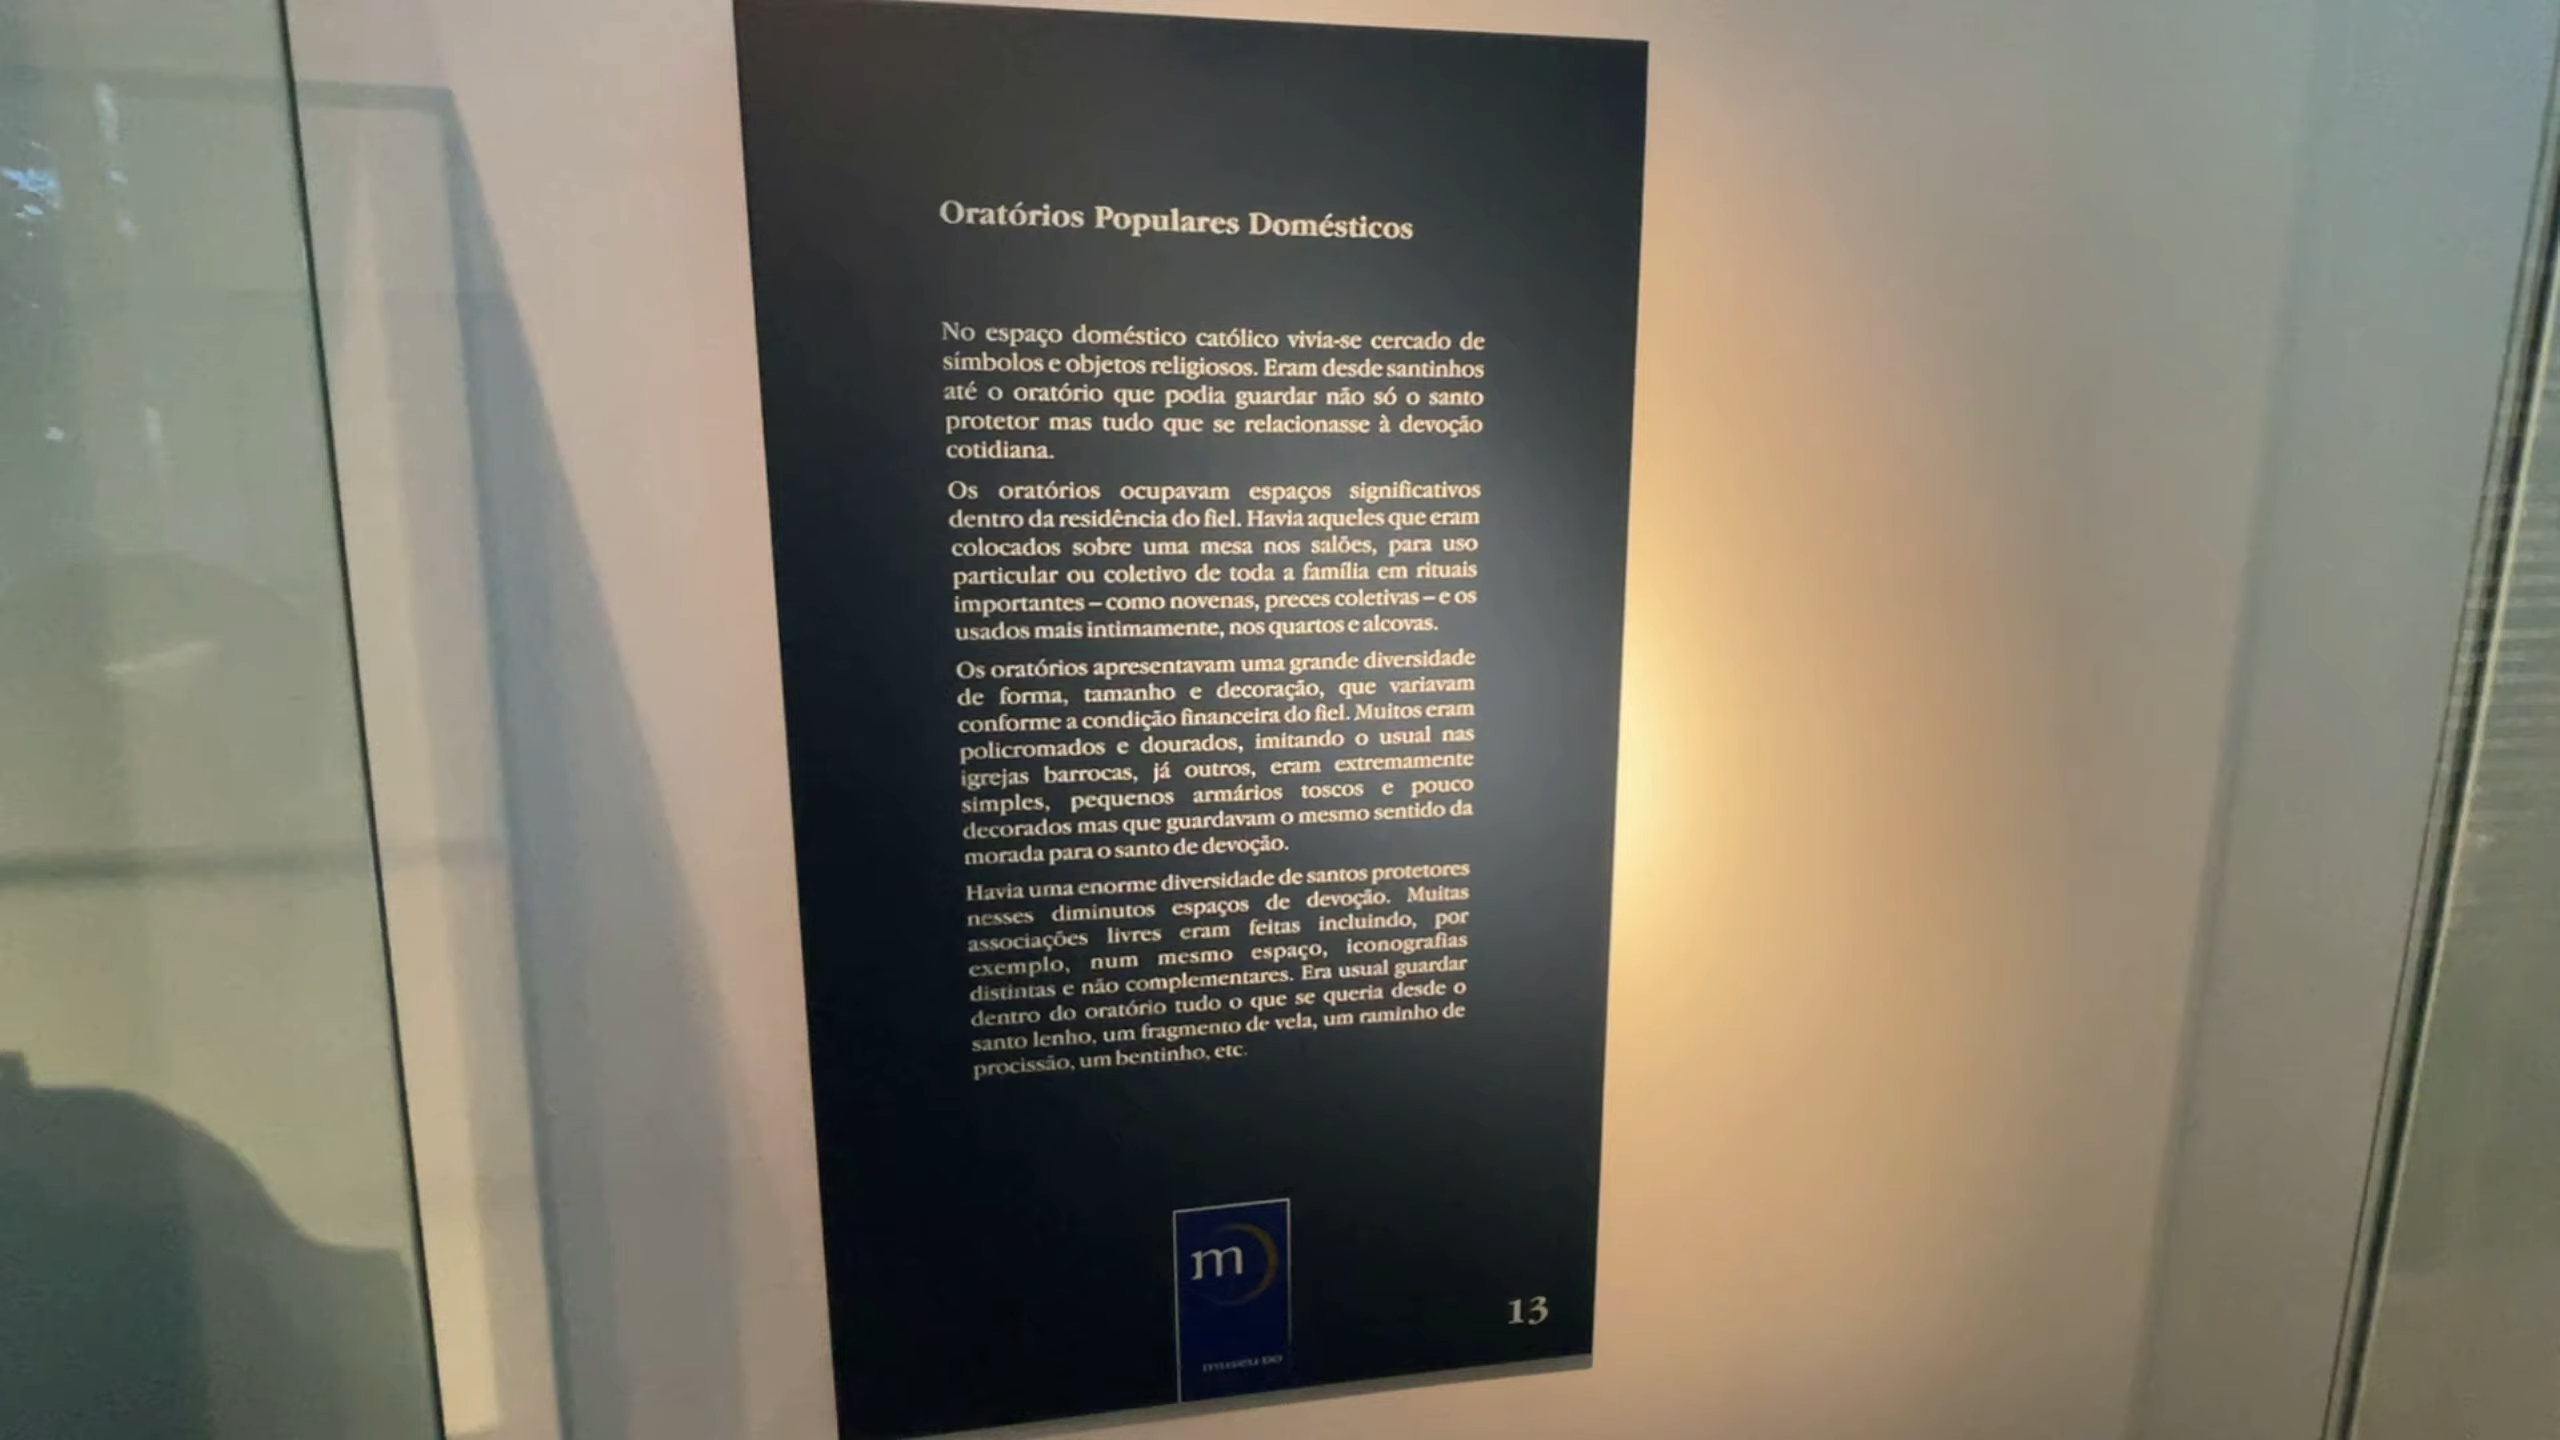 Oratórios Populares Domésticos
No espaço doméstico católico vivia-se cercado de
símbolos e objetos religiosos. Eram desde santinhos
até o oratório que podia guardar não só o santo
protetor mas tudo que se relacionasse à devoção
cotidiana.
Os oratórios ocupavam espaços significativos
dentro da residência do fiel. Havia aqueles que eram
colocados sobre uma mesa nos salões, para uso
particular ou coletivo de toda a família em rituais
importantes – como novenas, preces coletivas – e os
usados mais intimamente, nos quartos e alcovas.
Os oratórios apresentavam uma grande diversidade
de forma, tamanho e decoração, que variavam
conforme a condição financeira do fiel. Muitos eram
policromados e dourados, imitando o usual nas
igrejas barrocas, já outros, eram extremamente
simples, pequenos armários toscos e pouco
decorados mas que guardavam o mesmo sentido da
morada para o santo de devoção.
Havia uma enorme diversidade de santos protetores
nesses diminutos espaços de devoção. Muitas
associações livres eram feitas incluindo, por
exemplo, num mesmo espaço, iconografias
distintas e não complementares. Era usual guardar
dentro do oratório tudo o que se queria desde o
santo lenho, um fragmento de vela, um raminho de
procissão, um bentinho, etc.
m
museu do
13